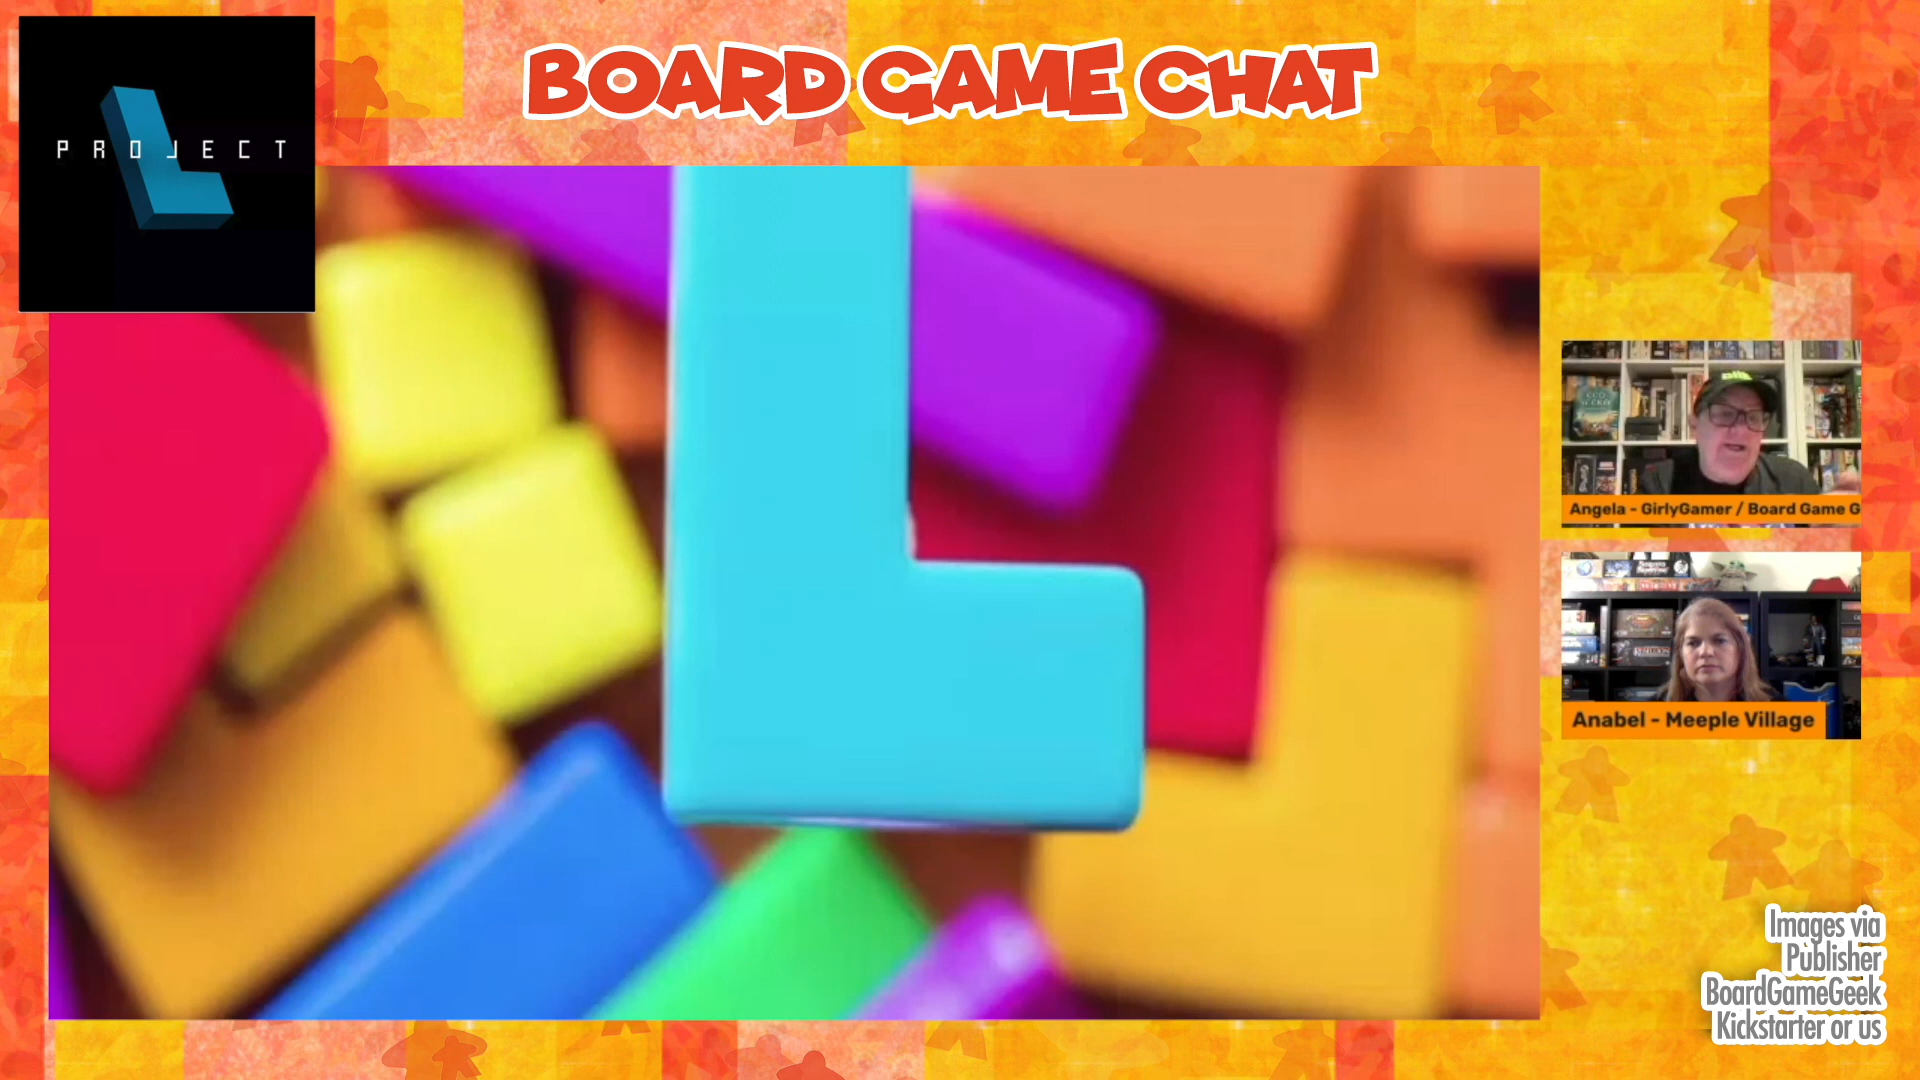 BOARD GAME CHAT
PROJECT
L
Angela - GirlyGamer / Board Game G
Anabel - Meeple Village
Images via
Publisher
BoardGameGeek
Kickstarter or us